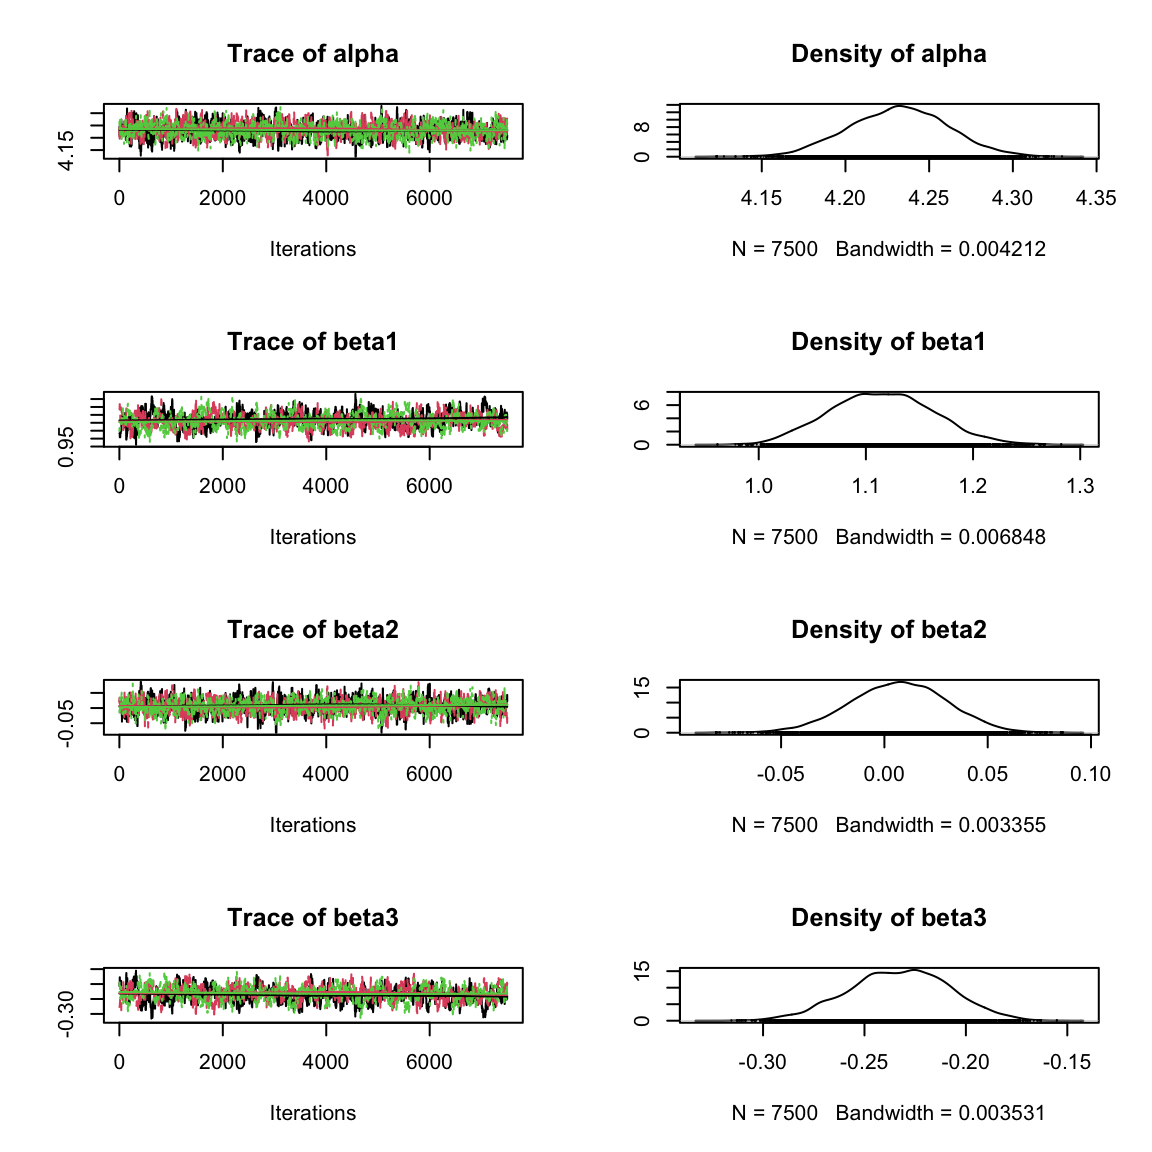 Trace of alpha
4.15
0 2000 4000 6000
Iterations
Density of alpha
0 8
4.15 4.20 4.25 4.30 4.35
N = 7500 Bandwidth = 0.004212
Trace of beta1
0.95
0 2000 4000 6000
Iterations
Density of beta1
0 6
1.0 1.1 1.2 1.3
N = 7500 Bandwidth = 0.006848
Trace of beta2
-0.05
0 2000 4000 6000
Iterations
Density of beta2
0 15
-0.05 0.00 0.05 0.10
N = 7500 Bandwidth = 0.003355
Trace of beta3
-0.30
0 2000 4000 6000
Iterations
Density of beta3
0 15
-0.30 -0.25 -0.20 -0.15
N = 7500 Bandwidth = 0.003531